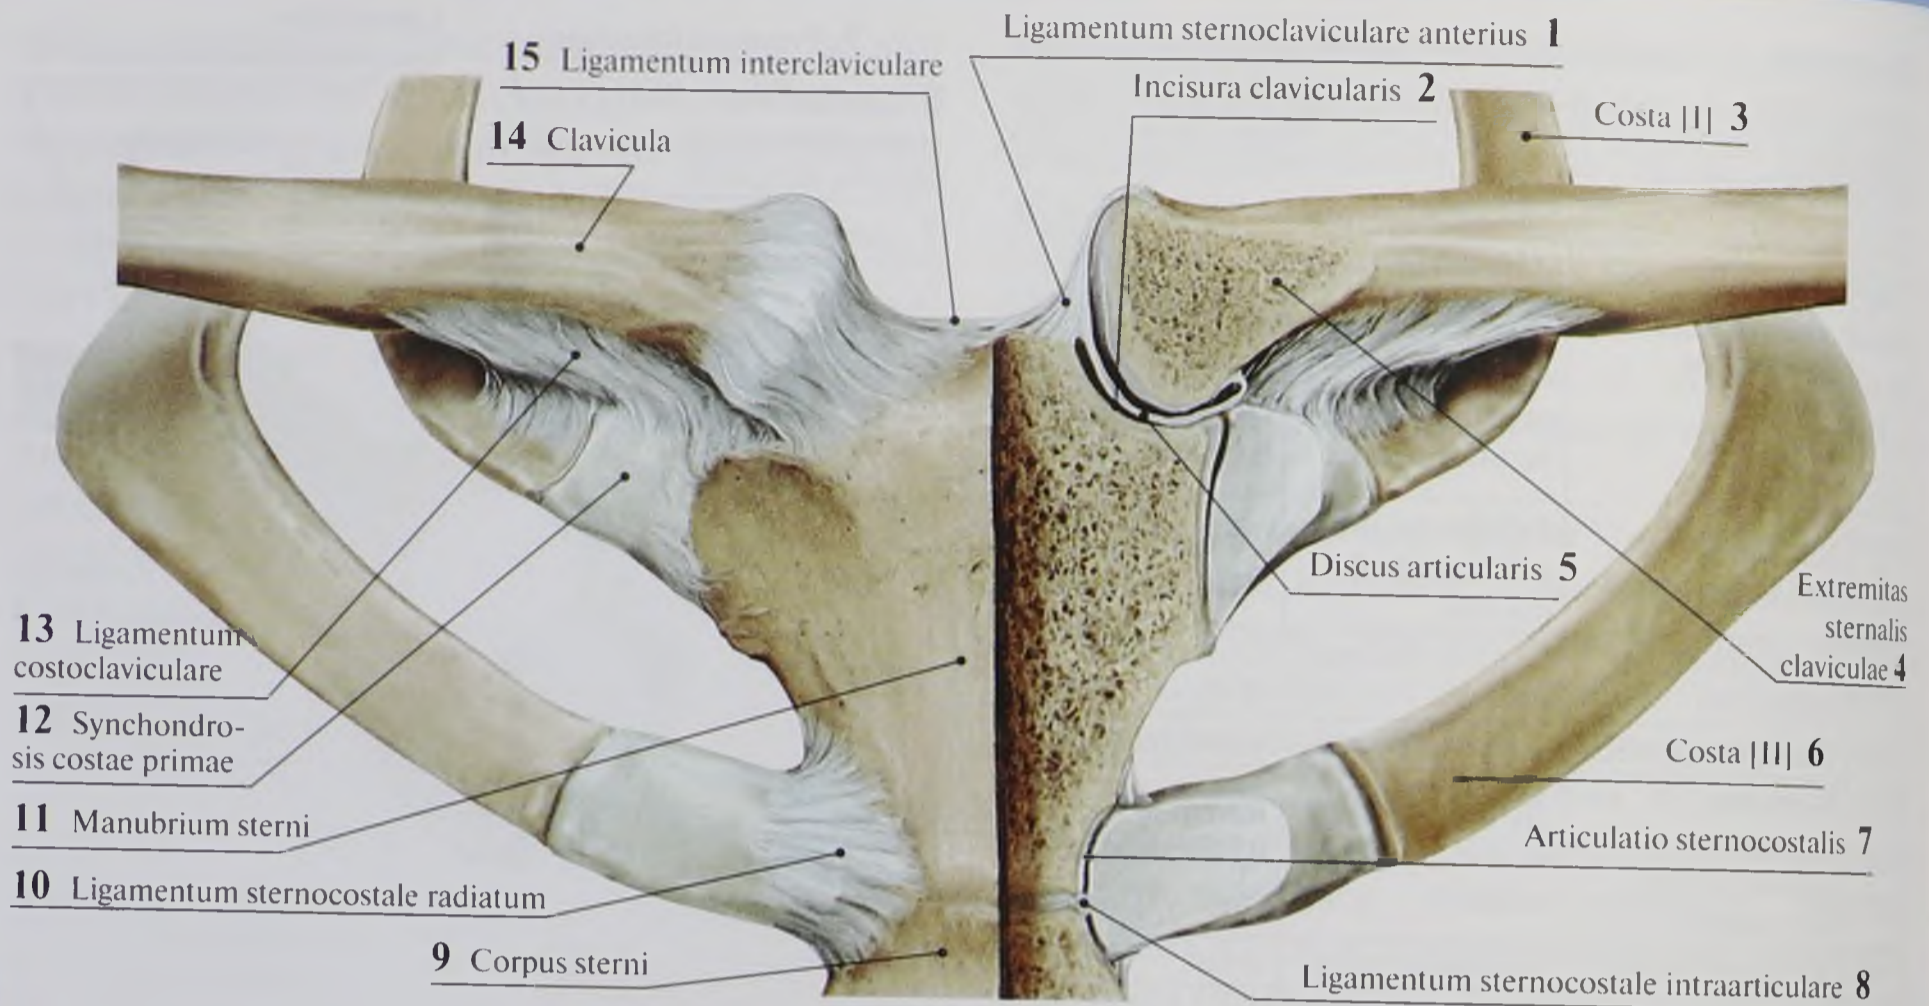 Ligamentum sternoclaviculare anterius 1
15 Ligamentum interclaviculare
Incisura clavicularis 2
Costa |I| 3
14 Clavicula
Discus articularis 5
Extremitas
sternalis
claviculae 4
13 Ligamentum
costoclaviculare
12 Synchondro-
sis costae primae
Costa |II| 6
11 Manubrium sterni
Articulatio sternocostalis 7
10 Ligamentum sternocostale radiatum
9 Corpus sterni
Ligamentum sternocostale intraarticulare 8